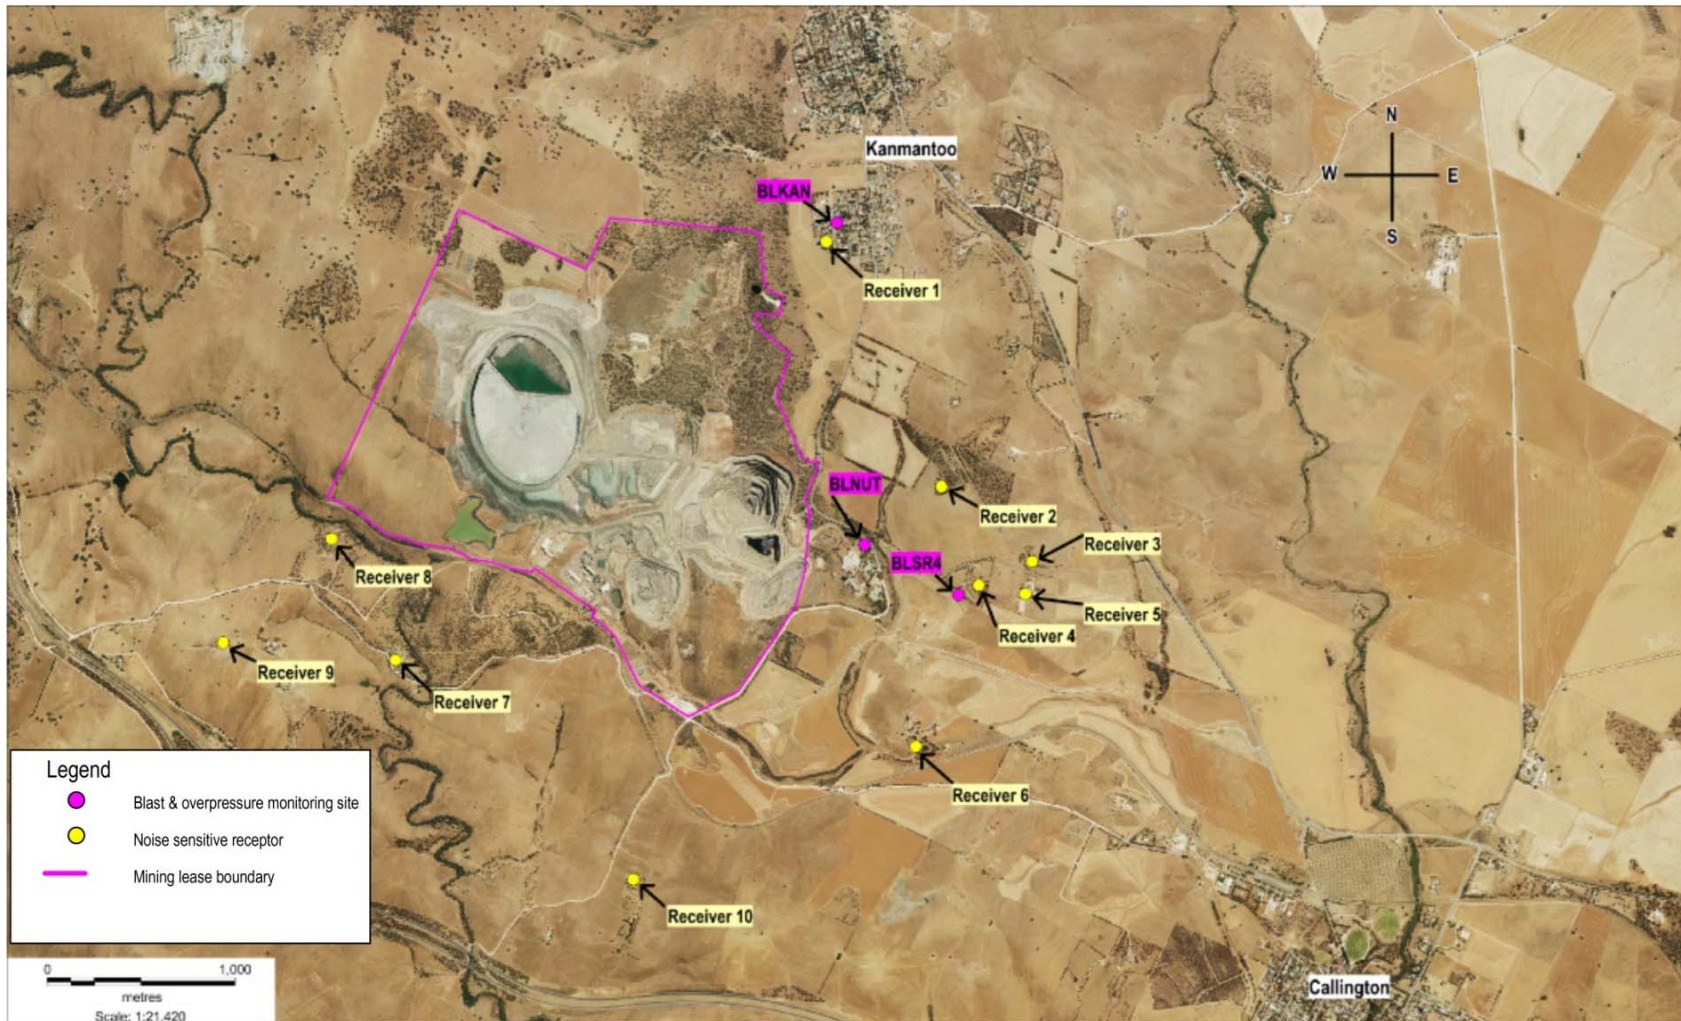 N
Kanmantoo
W
E
BLKAN
S
Receiver 1
BLNUT
Receiver 2
Receiver 3
BLSR4
Receiver 8
Receiver 5
Receiver 4
Receiver 9
Receiver 7
Legend
Blast & overpressure monitoring site
Receiver 6
Noise sensitive receptor
Mining lease boundary
Receiver 10
0
1,000
metres
Scale: 1:21,420
Callington